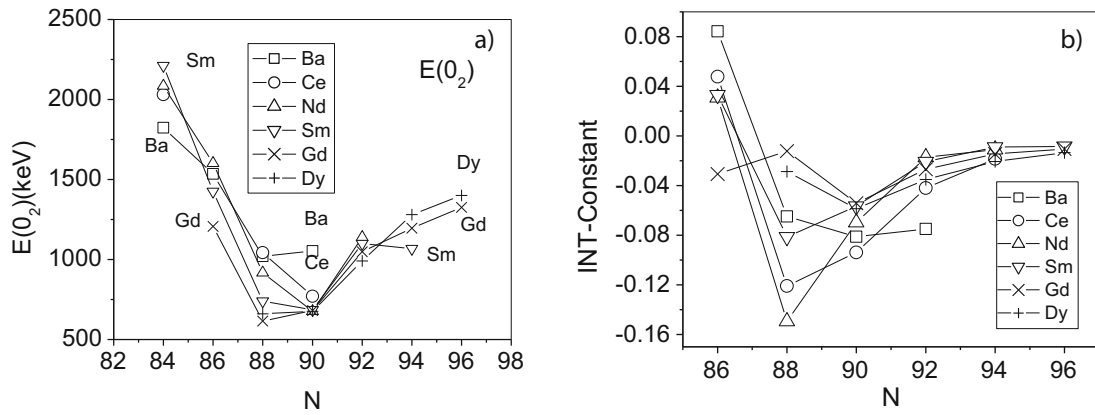 a)
E(0₂)
Ba
Ce
Nd
Sm
Gd
Dy
Sm
Ba
Gd
Ba
Ce
Dy
Gd
Sm
2500
2000
1500
1000
500
E(0₂)(keV)
82 84 86 88 90 92 94 96 98
N
b)
0.08
0.04
0.00
-0.04
-0.08
-0.12
-0.16
INT-Constant
Ba
Ce
Nd
Sm
Gd
Dy
86 88 90 92 94 96
N